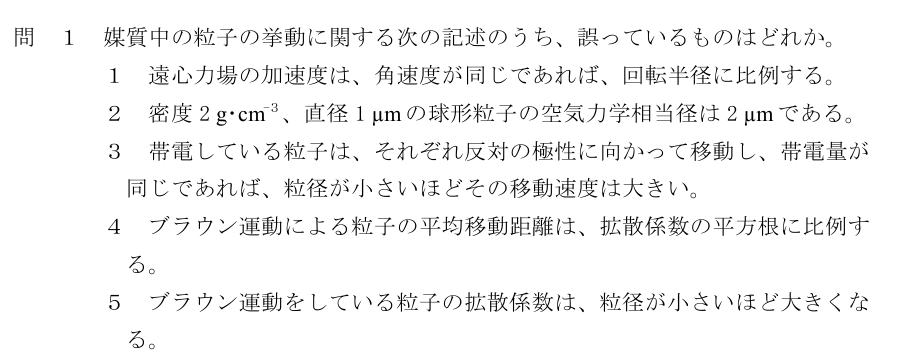 問 1 媒質中の粒子の挙動に関する次の記述のうち、誤っているものはどれか。
1 遠心力場の加速度は、角速度が同じであれば、回転半径に比例する。
2 密度 2 g·cm⁻³、直径 1 μm の球形粒子の空気力学相当径は 2 μm である。
3 帯電している粒子は、それぞれ反対の極性に向かって移動し、帯電量が
同じであれば、粒径が小さいほどその移動速度は大きい。
4 ブラウン運動による粒子の平均移動距離は、拡散係数の平方根に比例す
る。
5 ブラウン運動をしている粒子の拡散係数は、粒径が小さいほど大きくな
る。